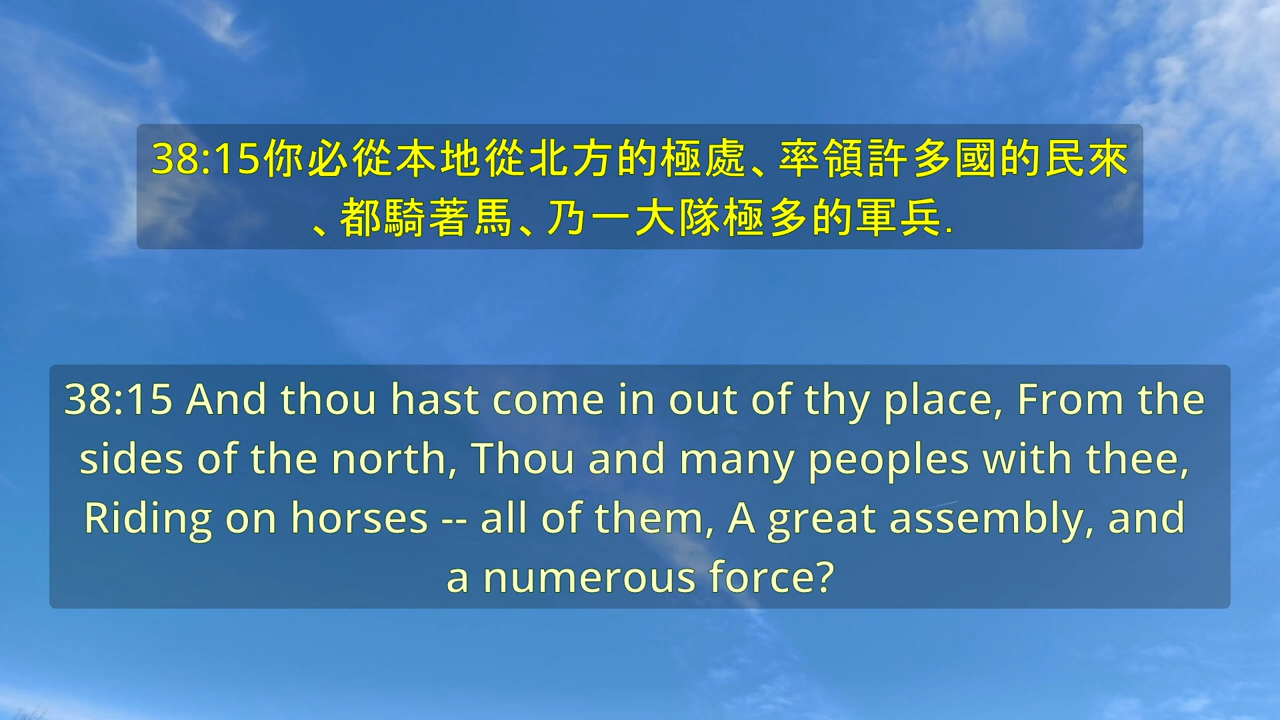 38:15你必從本地從北方的極處、率領許多國的民來
、都騎著馬、乃一大隊極多的軍兵.
38:15 And thou hast come in out of thy place, From the
sides of the north, Thou and many peoples with thee,
Riding on horses -- all of them, A great assembly, and
a numerous force?